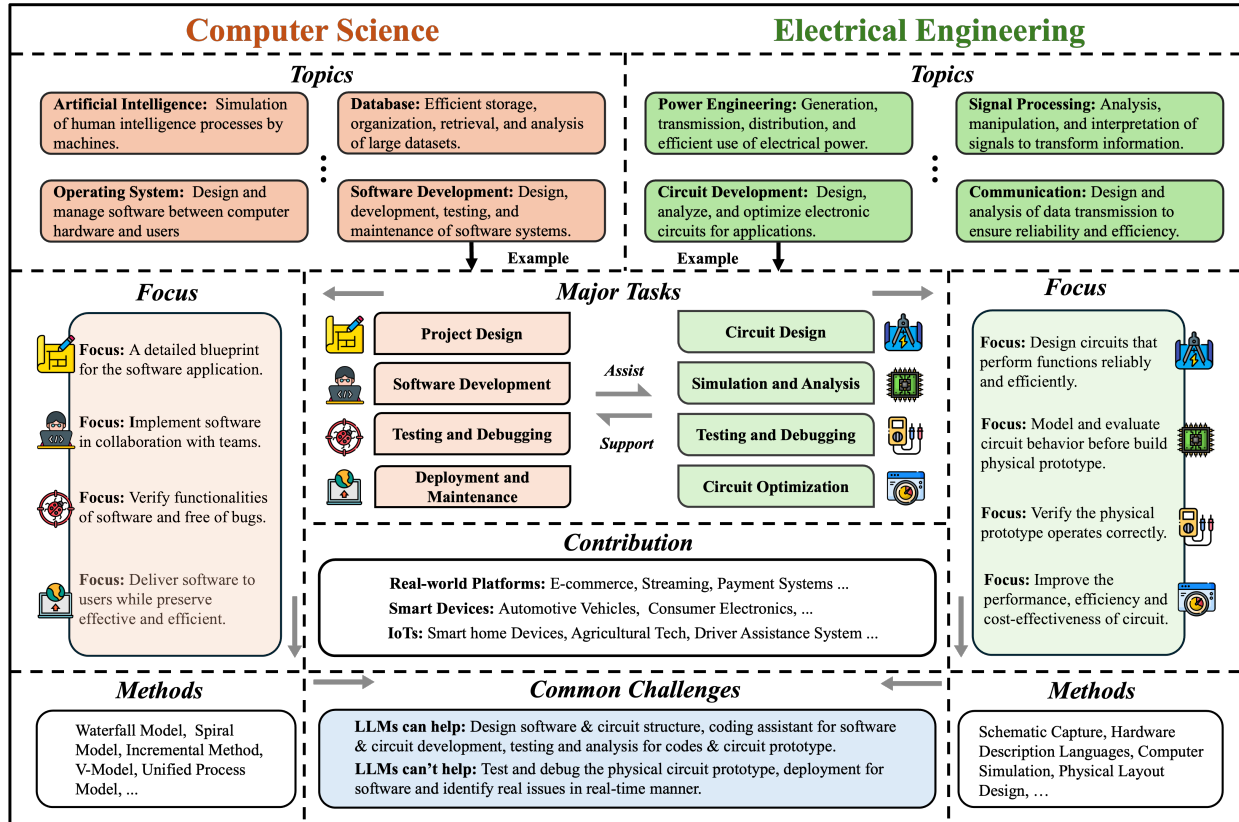 Computer Science
Electrical Engineering
Topics
Artificial Intelligence: Simulation
of human intelligence processes by
machines.
Database: Efficient storage,
organization, retrieval, and analysis
of large datasets.
Operating System: Design and
manage software between computer
hardware and users
Software Development: Design,
development, testing, and
maintenance of software systems.
Example
Topics
Power Engineering: Generation,
transmission, distribution, and
efficient use of electrical power.
Signal Processing: Analysis,
manipulation, and interpretation of
signals to transform information.
Circuit Development: Design,
analyze, and optimize electronic
circuits for applications.
Communication: Design and
analysis of data transmission to
ensure reliability and efficiency.
Example
Focus
Focus: A detailed blueprint
for the software application.
Focus: Implement software
in collaboration with teams.
Focus: Verify functionalities
of software and free of bugs.
Focus: Deliver software to
users while preserve
effective and efficient.
Major Tasks
Project Design
Software Development
Testing and Debugging
Deployment and
Maintenance
Assist
Support
Circuit Design
Simulation and Analysis
Testing and Debugging
Circuit Optimization
Focus
Focus: Design circuits that
perform functions reliably
and efficiently.
Focus: Model and evaluate
circuit behavior before build
physical prototype.
Focus: Verify the physical
prototype operates correctly.
Focus: Improve the
performance, efficiency and
cost-effectiveness of circuit.
Contribution
Real-world Platforms: E-commerce, Streaming, Payment Systems ...
Smart Devices: Automotive Vehicles, Consumer Electronics, ...
IoTs: Smart home Devices, Agricultural Tech, Driver Assistance System ...
Methods
Waterfall Model, Spiral
Model, Incremental Method,
V-Model, Unified Process
Model, ...
Common Challenges
LLMs can help: Design software & circuit structure, coding assistant for software
& circuit development, testing and analysis for codes & circuit prototype.
LLMs can't help: Test and debug the physical circuit prototype, deployment for
software and identify real issues in real-time manner.
Methods
Schematic Capture, Hardware
Description Languages, Computer
Simulation, Physical Layout
Design, …